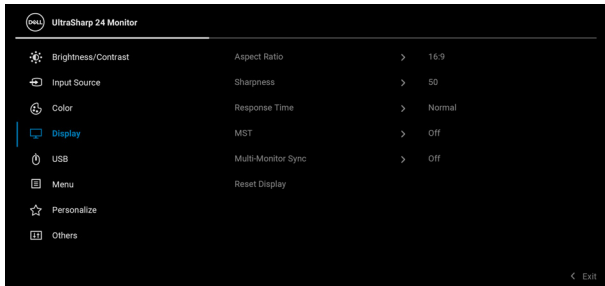 DELL UltraSharp 24 Monitor
Brightness/Contrast Aspect Ratio > 16:9
Input Source Sharpness > 50
Color Response Time > Normal
Display MST > Off
USB Multi-Monitor Sync > Off
Menu Reset Display
Personalize
Others
< Exit